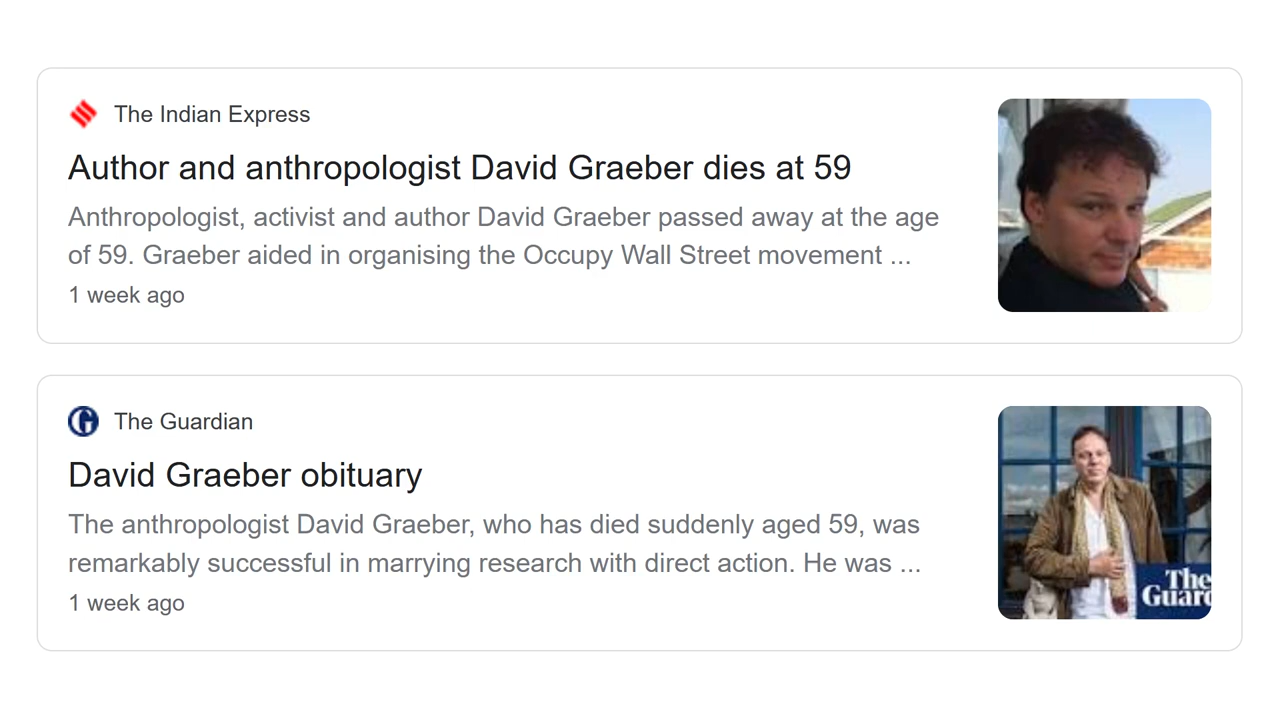 The Indian Express
Author and anthropologist David Graeber dies at 59
Anthropologist, activist and author David Graeber passed away at the age
of 59. Graeber aided in organising the Occupy Wall Street movement ...
1 week ago
The Guardian
David Graeber obituary
The anthropologist David Graeber, who has died suddenly aged 59, was
remarkably successful in marrying research with direct action. He was ...
1 week ago
The
Guard